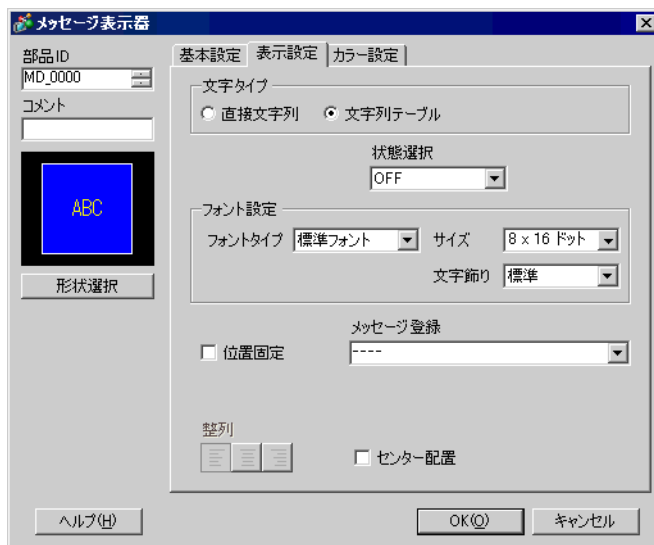 メッセージ表示器
部品ID
MD_0000
コメント
ABC
形状選択
基本設定 表示設定 カラー設定
文字タイプ
直接文字列 文字列テーブル
状態選択
OFF
フォント設定
フォントタイプ 標準フォント サイズ 8 x 16 ドット
文字飾り 標準
メッセージ登録
位置固定 ----
整列
センター配置
ヘルプ(H) OK(O) キャンセル